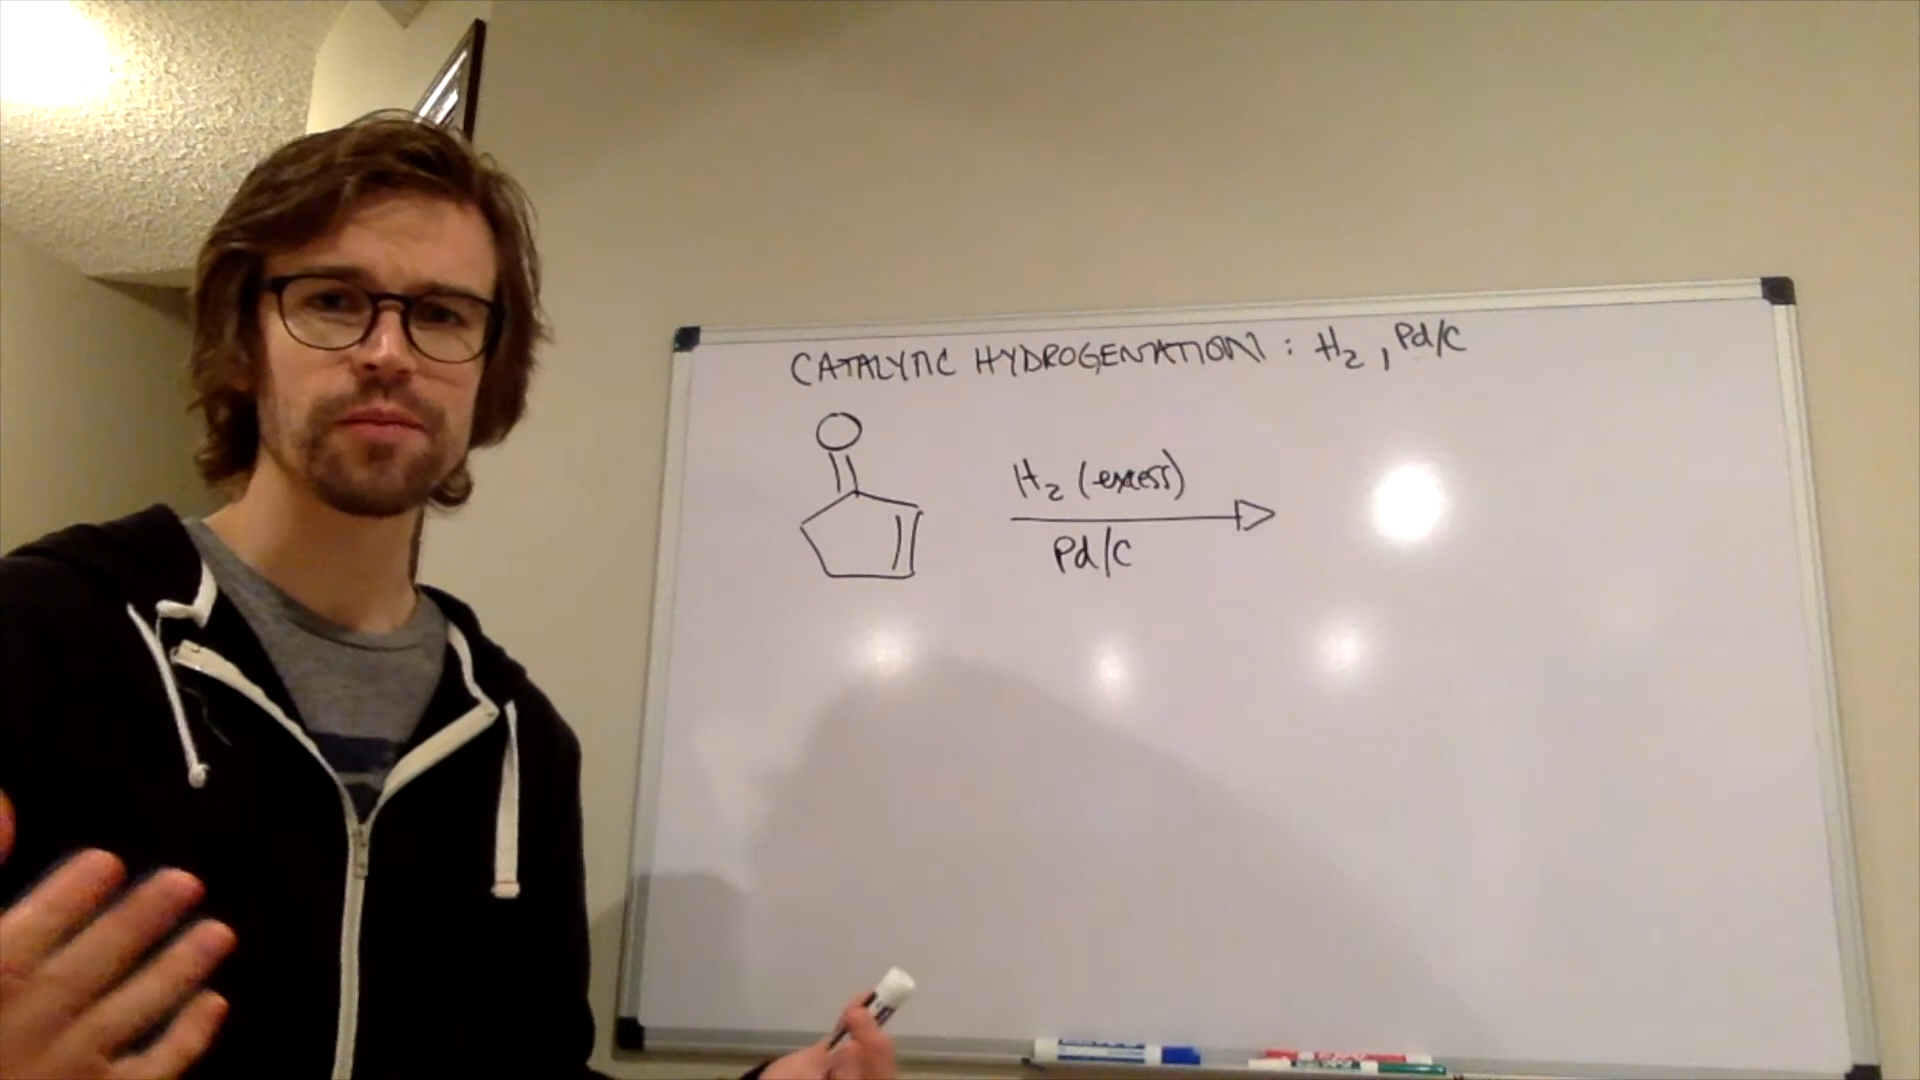 CATALYTIC HYDROGENATION : H2 , Pd/C
O
H2 (excess)
Pd/C